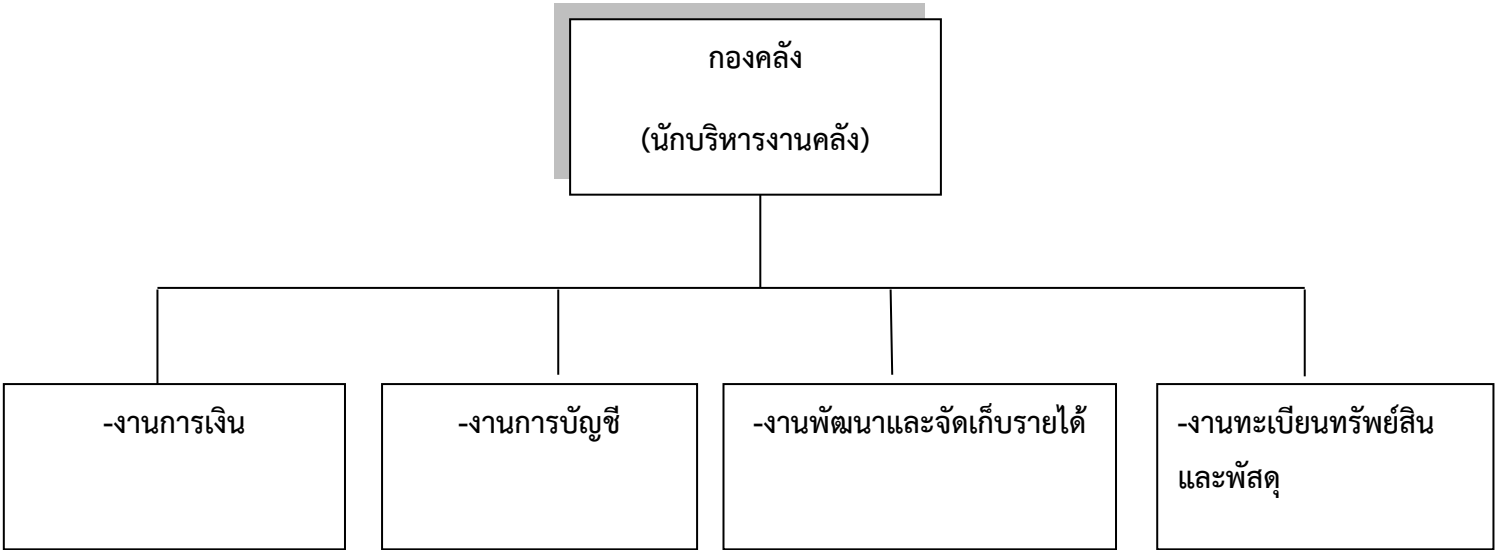 กองคลัง
(นักบริหารงานคลัง)
-งานการเงิน
-งานการบัญชี
-งานพัฒนาและจัดเก็บรายได้
-งานทะเบียนทรัพย์สิน
และพัสดุ